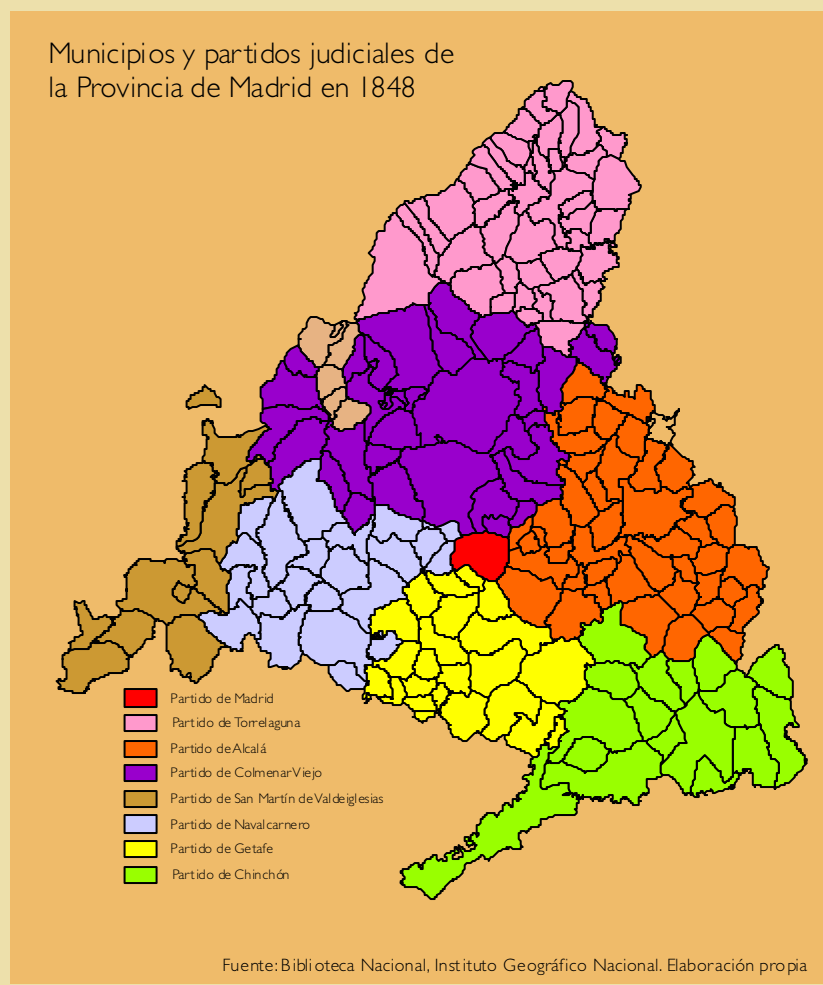 Municipios y partidos judiciales de
la Provincia de Madrid en 1848
Partido de Madrid
Partido de Torrelaguna
Partido de Alcalá
Partido de Colmenar Viejo
Partido de San Martín de Valdeiglesias
Partido de Navalcarnero
Partido de Getafe
Partido de Chinchón
Fuente: Biblioteca Nacional, Instituto Geográfico Nacional. Elaboración propia